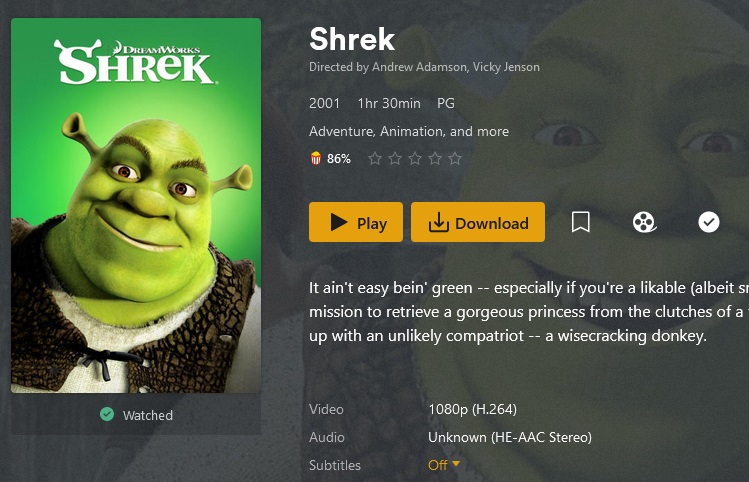 DREAMWORKS
SHREK
Watched
Shrek
Directed by Andrew Adamson, Vicky Jenson
2001 1hr 30min PG
Adventure, Animation, and more
86%
Play Download
It ain't easy bein' green -- especially if you're a likable (albeit
mission to retrieve a gorgeous princess from the clutches of a
up with an unlikely compatriot -- a wisecracking donkey.
Video 1080p (H.264)
Audio Unknown (HE-AAC Stereo)
Subtitles Off